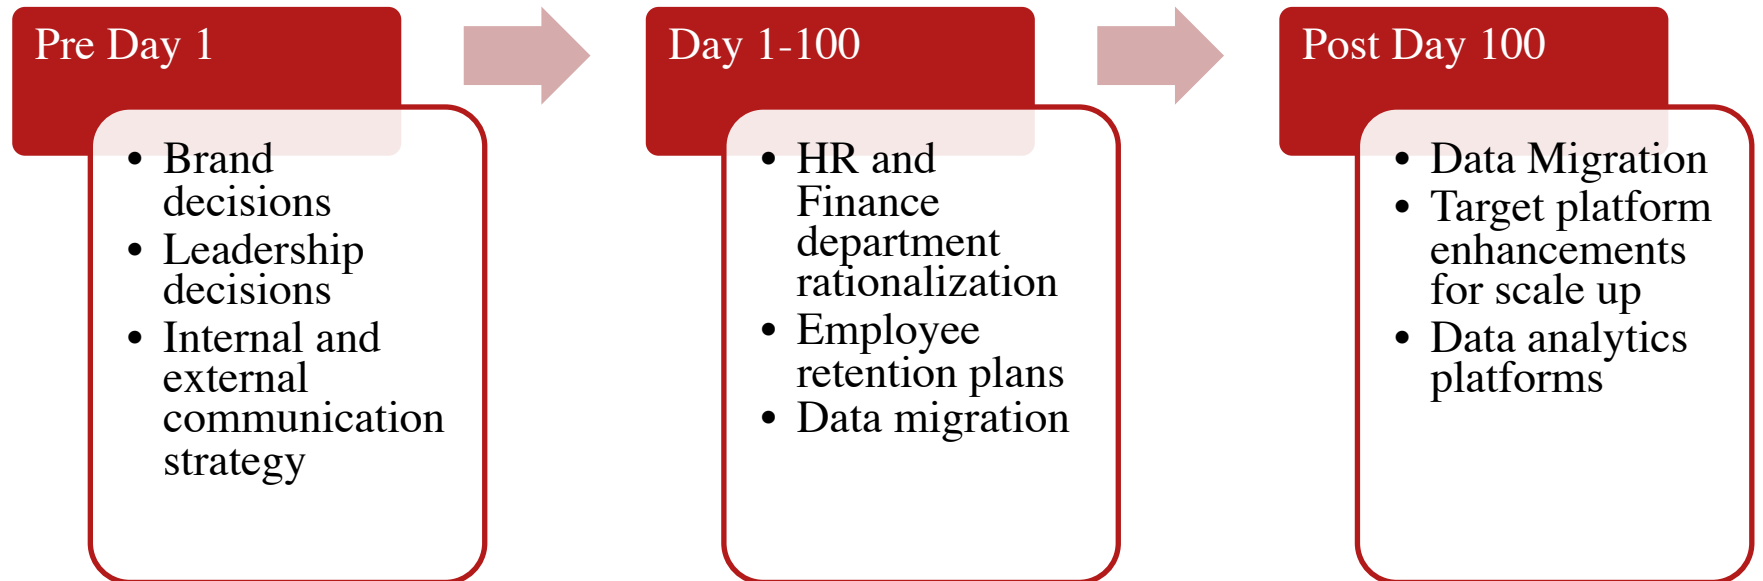 Pre Day 1
• Brand
decisions
• Leadership
decisions
• Internal and
external
communication
strategy
Day 1-100
• HR and
Finance
department
rationalization
• Employee
retention plans
• Data migration
Post Day 100
• Data Migration
• Target platform
enhancements
for scale up
• Data analytics
platforms